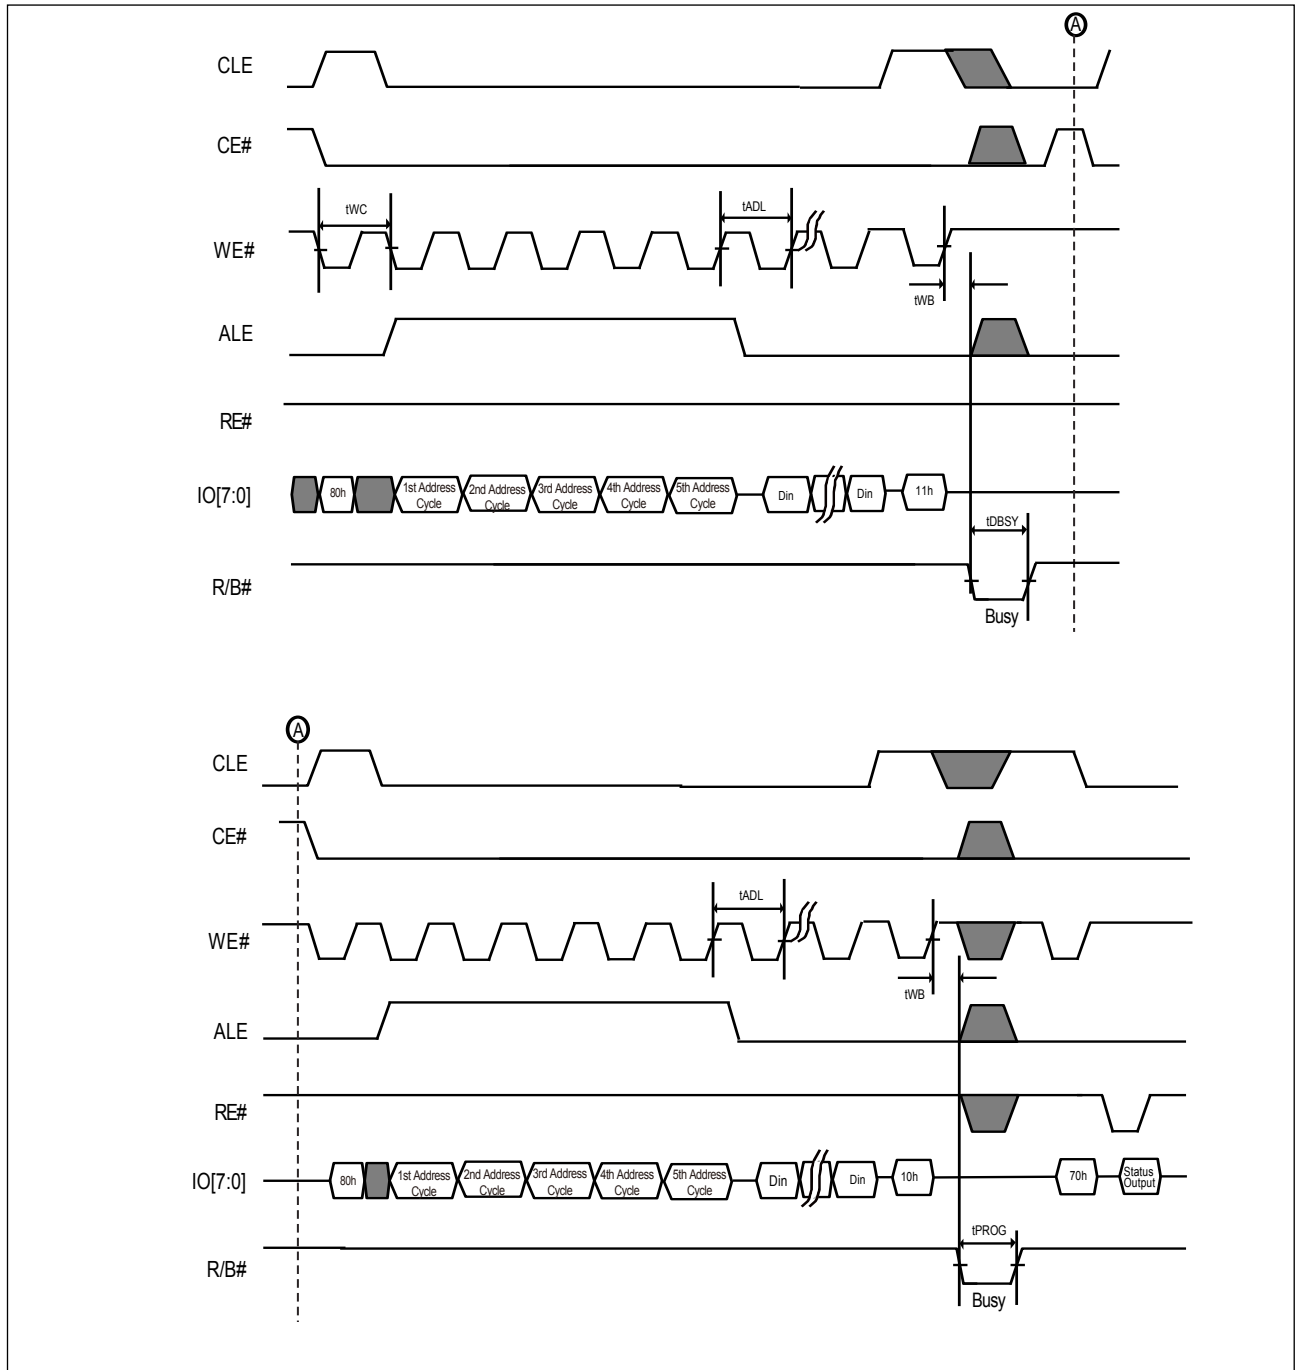 A
CLE
CE#
tWC
tADL
WE#
tWB
ALE
RE#
IO[7:0]
80h
1st Address
Cycle
2nd Address
Cycle
3rd Address
Cycle
4th Address
Cycle
5th Address
Cycle
Din
Din
11h
tDBSY
R/B#
Busy
A
CLE
CE#
tADL
WE#
tWB
ALE
RE#
IO[7:0]
80h
1st Address
Cycle
2nd Address
Cycle
3rd Address
Cycle
4th Address
Cycle
5th Address
Cycle
Din
Din
10h
70h
Status
Output
tPROG
R/B#
Busy